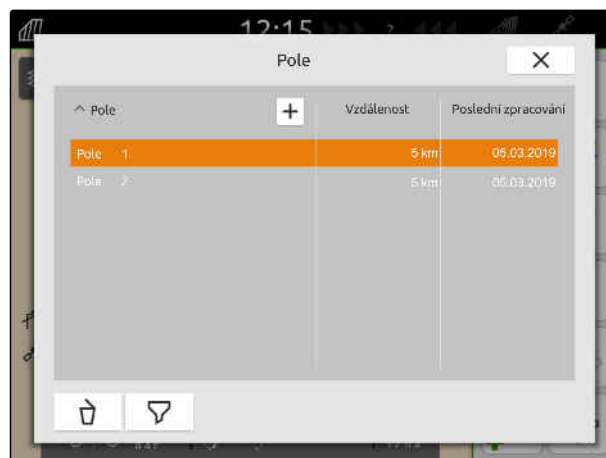 12:15
Pole
Pole Vzdálenost Poslední zpracování
Pole 1 5 km 05.03.2019
Pole 2 5 km 05.03.2019